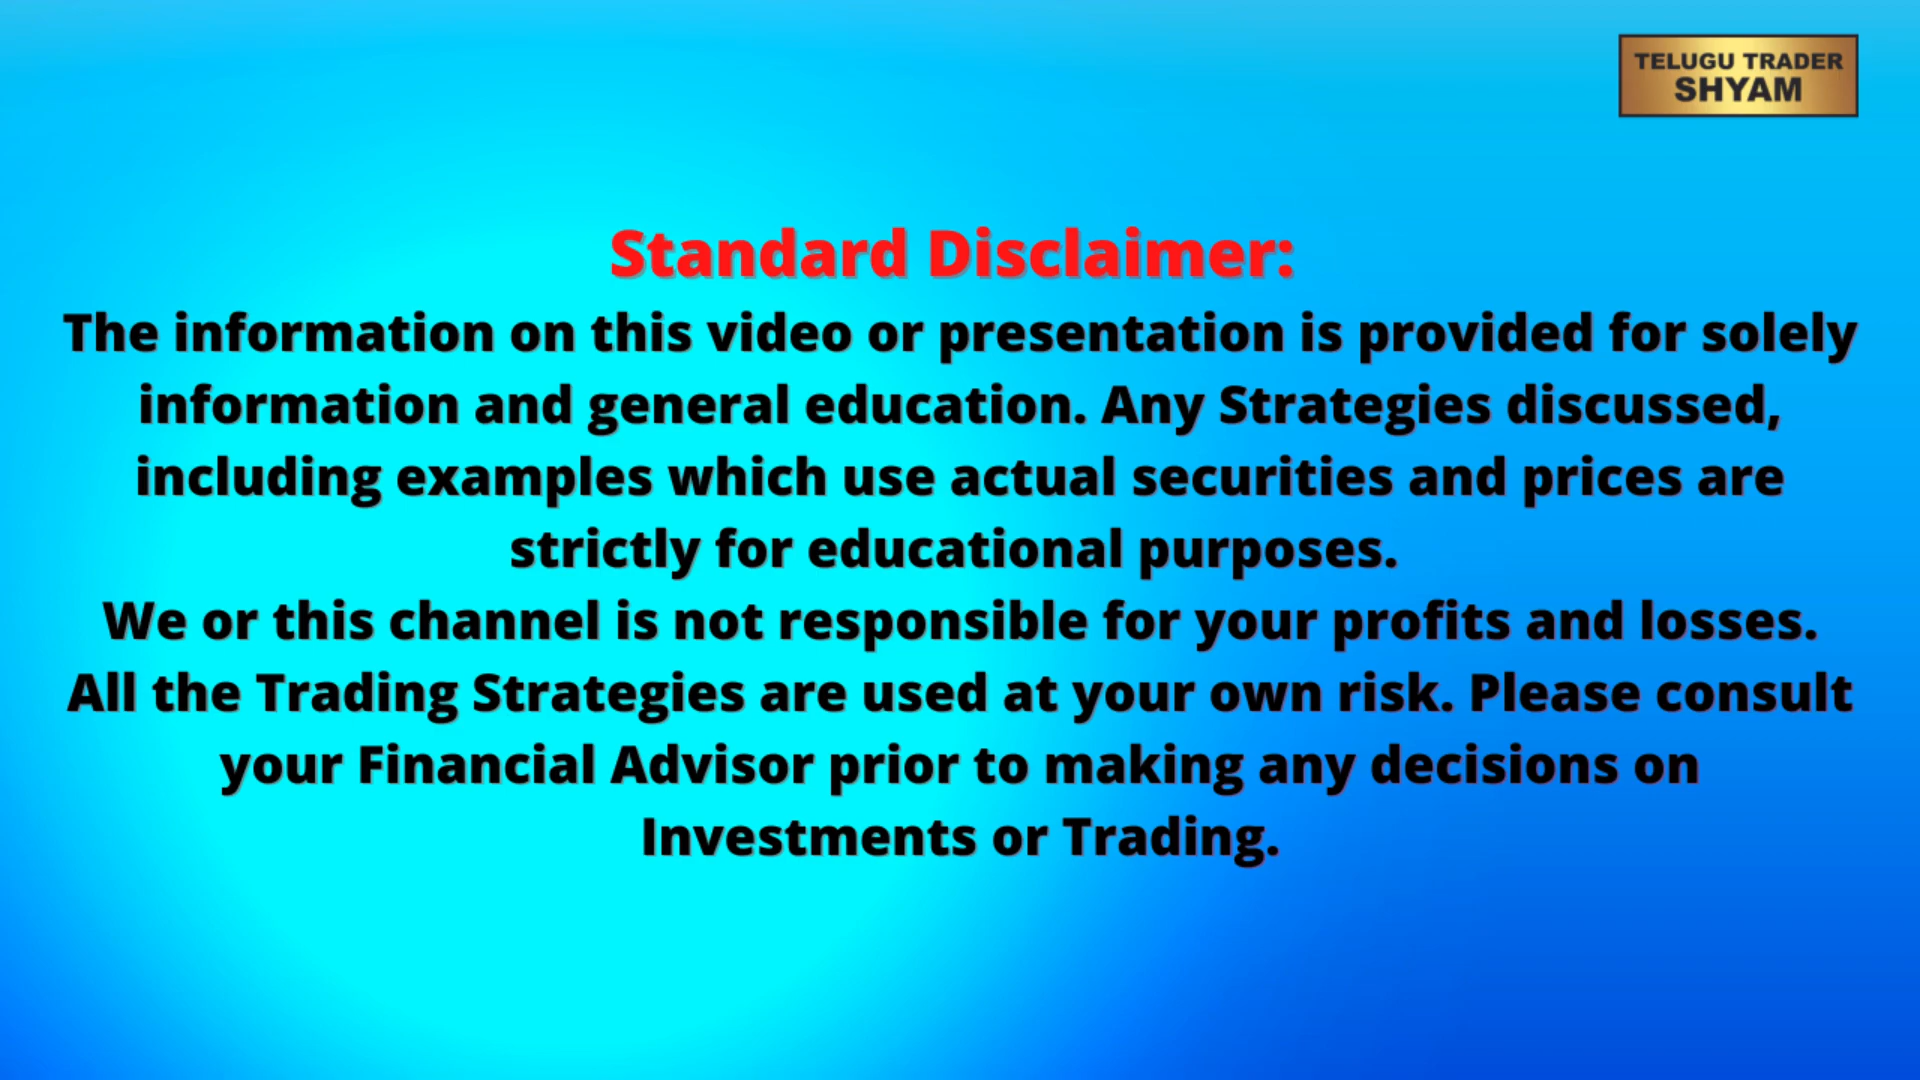 TELUGU TRADER
SHYAM
Standard Disclaimer:
The information on this video or presentation is provided for solely
information and general education. Any Strategies discussed,
including examples which use actual securities and prices are
strictly for educational purposes.
We or this channel is not responsible for your profits and losses.
All the Trading Strategies are used at your own risk. Please consult
your Financial Advisor prior to making any decisions on
Investments or Trading.